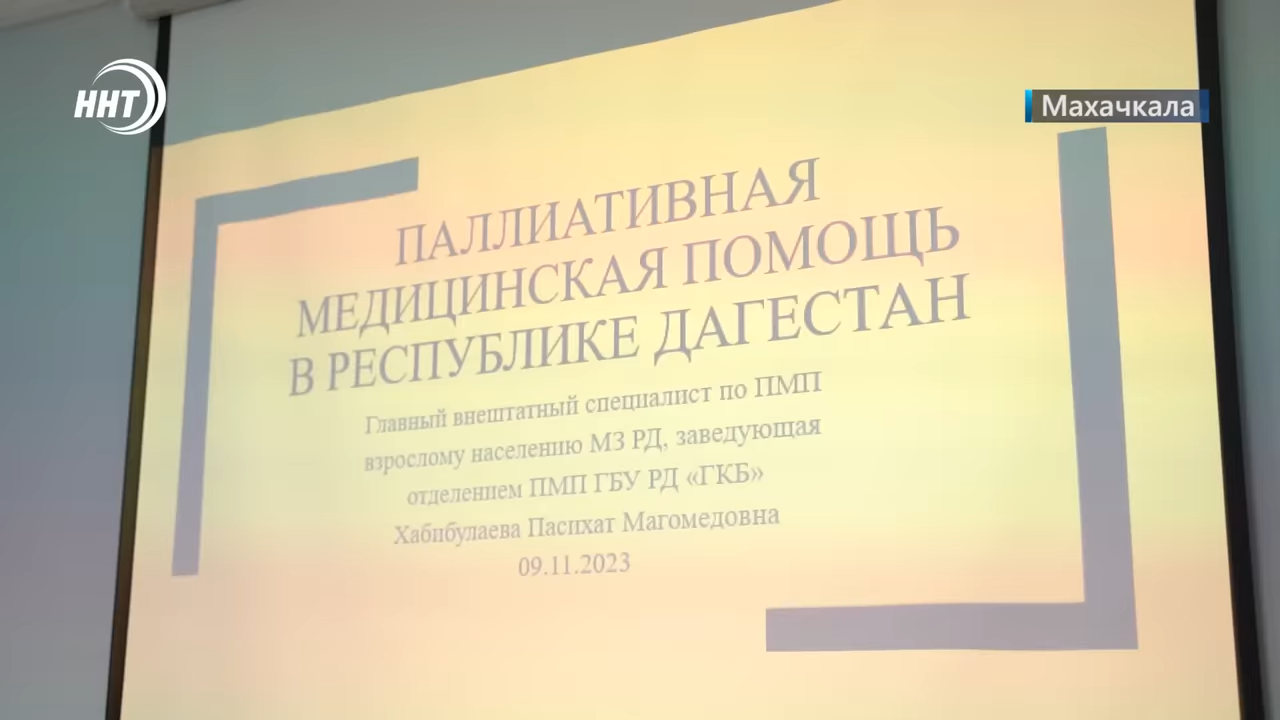 ННТ
Махачкала
ПАЛЛИАТИВНАЯ
МЕДИЦИНСКАЯ ПОМОЩЬ
В РЕСПУБЛИКЕ ДАГЕСТАН
Главный внештатный специалист по ПМП
взрослому населению МЗ РД, заведующая
отделением ПМП ГБУ РД «ГКБ»
Хабибулаева Пасихат Магомедовна
09.11.2023